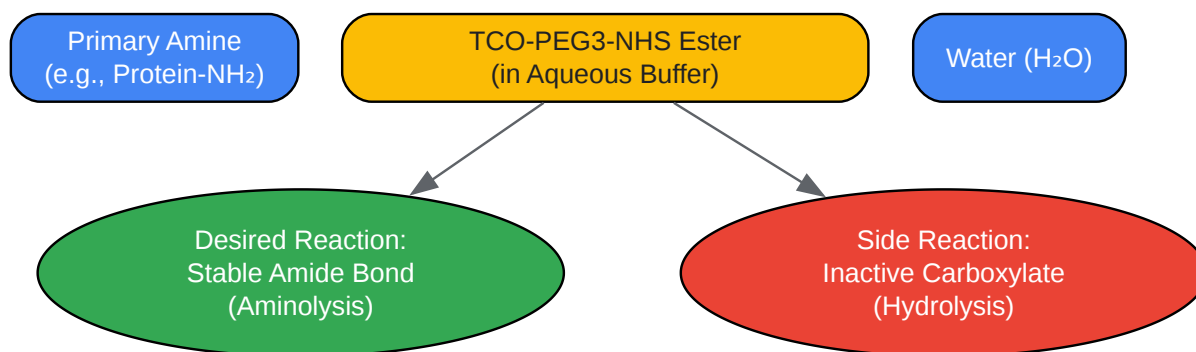 Primary Amine
(e.g., Protein-NH₂)
TCO-PEG3-NHS Ester
(in Aqueous Buffer)
Water (H₂O)
Desired Reaction:
Stable Amide Bond
(Aminolysis)
Side Reaction:
Inactive Carboxylate
(Hydrolysis)